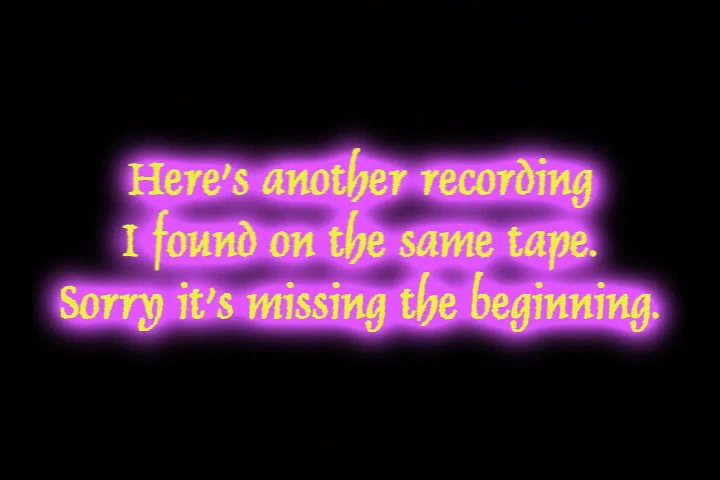 Here's another recording
I found on the same tape.
Sorry it's missing the beginning.